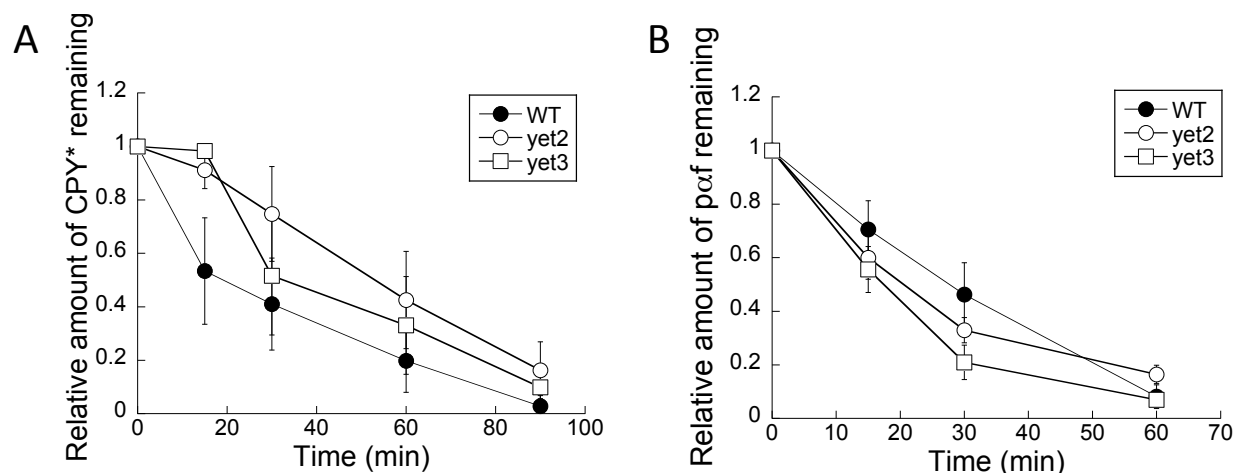 A
Relative amount of CPY* remaining
1.2
1
0.8
0.6
0.4
0.2
0
0
20
40
60
80
100
Time (min)
WT
yet2
yet3
B
Relative amount of pαf remaining
1.2
1
0.8
0.6
0.4
0.2
0
0
10
20
30
40
50
60
70
Time (min)
WT
yet2
yet3